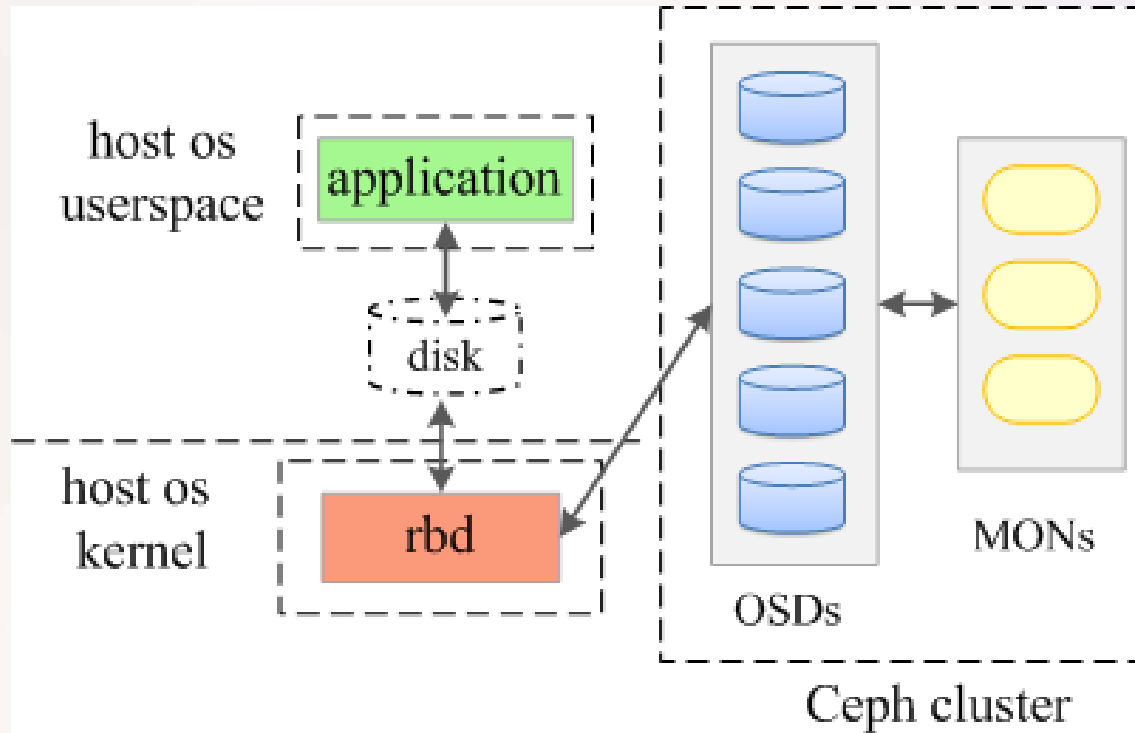 host os
userspace
application
disk
host os
kernel
rbd
OSDs
MONs
Ceph cluster